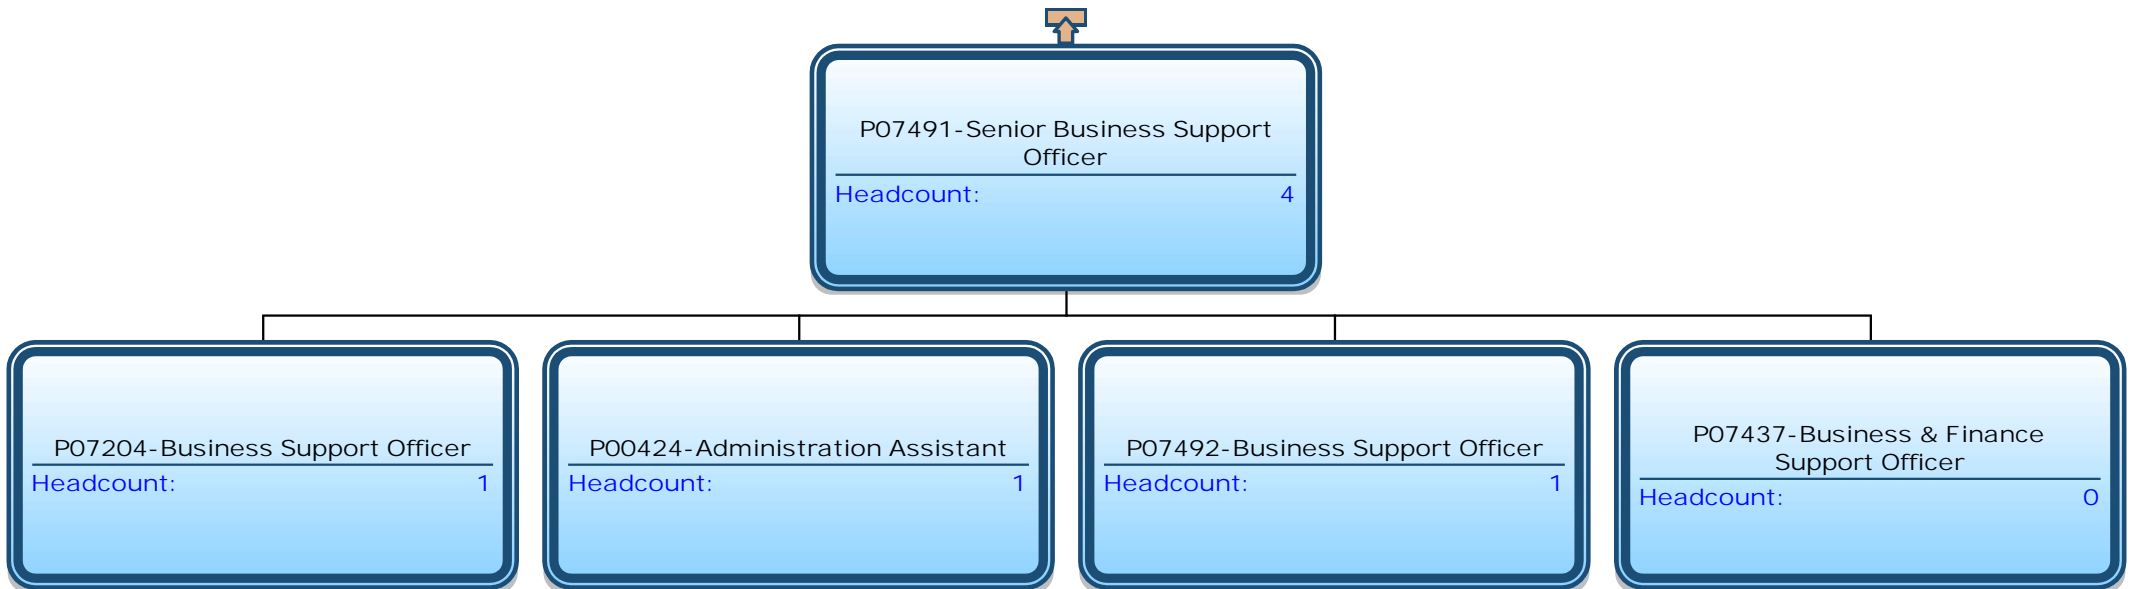 P07491-Senior Business Support
Officer
Headcount: 4
P07204-Business Support Officer
Headcount: 1
P00424-Administration Assistant
Headcount: 1
P07492-Business Support Officer
Headcount: 1
P07437-Business & Finance
Support Officer
Headcount: 0